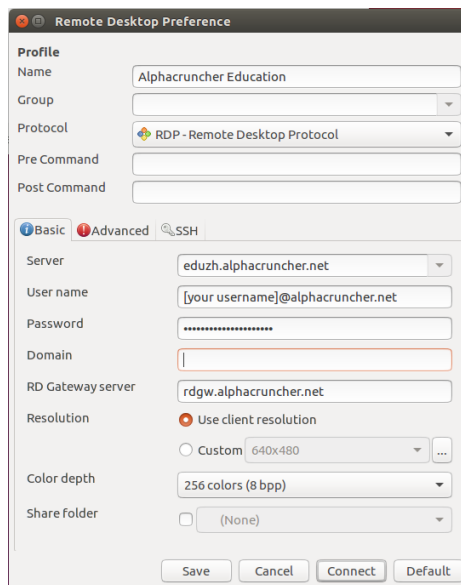 Remote Desktop Preference
Profile
Name Alphacruncher Education
Group
Protocol RDP - Remote Desktop Protocol
Pre Command
Post Command
Basic Advanced SSH
Server eduzh.alphacruncher.net
User name [your username]@alphacruncher.net
Password •••••••••••••••••••••
Domain
RD Gateway server rdgw.alphacruncher.net
Resolution Use client resolution
Custom 640x480 ...
Color depth 256 colors (8 bpp)
Share folder (None)
Save Cancel Connect Default